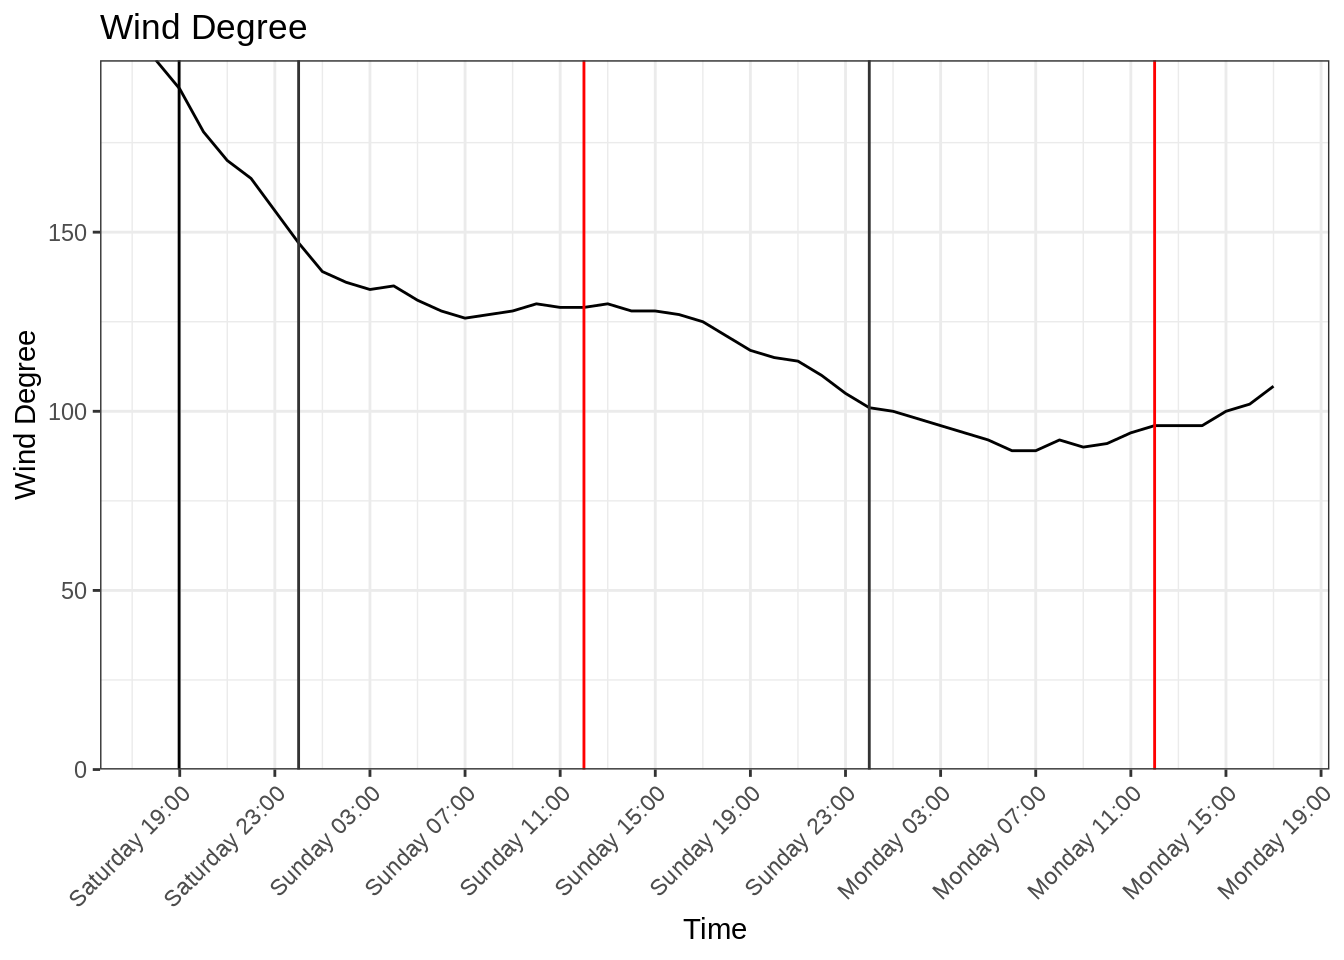 Wind Degree
Wind Degree
150
100
50
0
Saturday 19:00
Saturday 23:00
Sunday 03:00
Sunday 07:00
Sunday 11:00
Sunday 15:00
Sunday 19:00
Sunday 23:00
Monday 03:00
Monday 07:00
Monday 11:00
Monday 15:00
Monday 19:00
Time